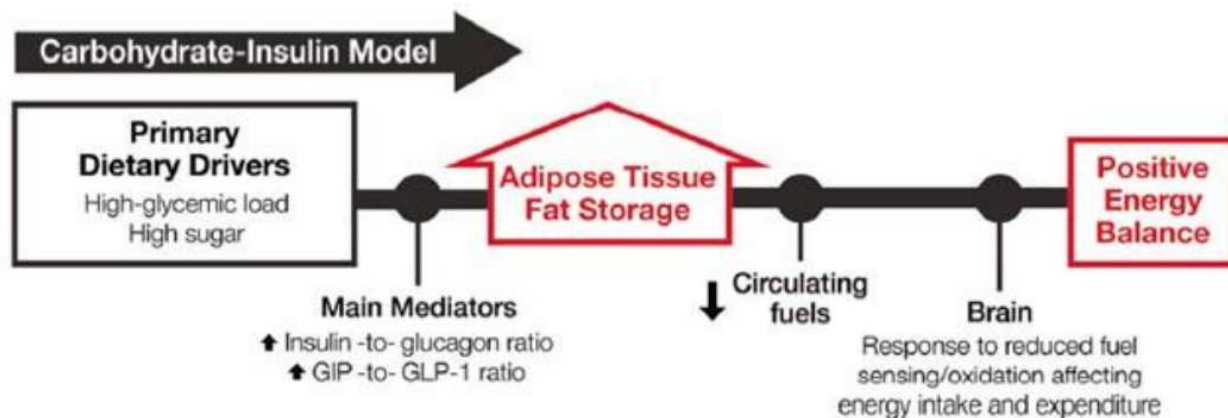 Carbohydrate-Insulin Model
Primary
Dietary Drivers
High-glycemic load
High sugar
Main Mediators
⬆ Insulin -to- glucagon ratio
⬆ GIP -to- GLP-1 ratio
Adipose Tissue
Fat Storage
⬇ Circulating
fuels
Brain
Response to reduced fuel
sensing/oxidation affecting
energy intake and expenditure
Positive
Energy
Balance